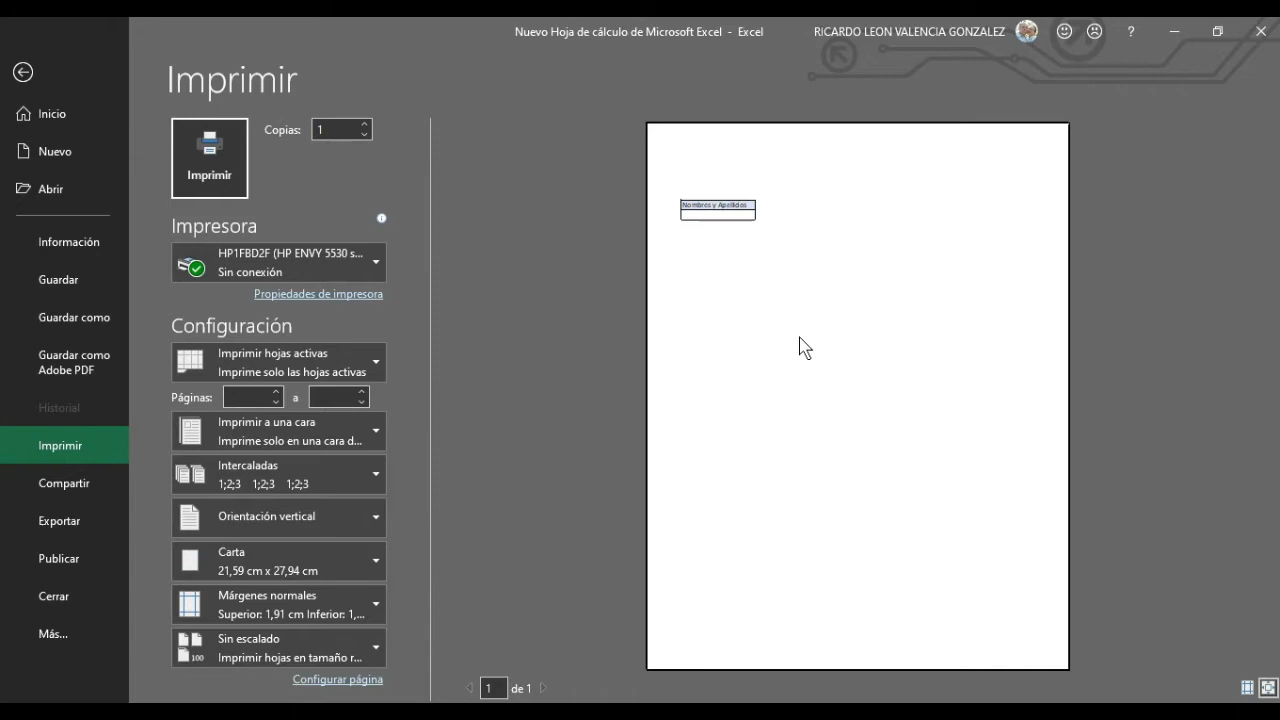 Nuevo Hoja de cálculo de Microsoft Excel - Excel
RICARDO LEON VALENCIA GONZALEZ
?
Inicio
Nuevo
Abrir
Información
Guardar
Guardar como
Guardar como
Adobe PDF
Historial
Imprimir
Compartir
Exportar
Publicar
Cerrar
Más...
Imprimir
Imprimir
Copias: 1
Impresora
HP1FBD2F (HP ENVY 5530 s...
Sin conexión
Propiedades de impresora
Configuración
Imprimir hojas activas
Imprime solo las hojas activas
Páginas: a
Imprimir a una cara
Imprime solo en una cara d...
Intercaladas
1;2;3 1;2;3 1;2;3
Orientación vertical
Carta
21,59 cm x 27,94 cm
Márgenes normales
Superior: 1,91 cm Inferior: 1,...
Sin escalado
Imprimir hojas en tamaño r...
100
Configurar página
Nombres y Apellidos
1 de 1